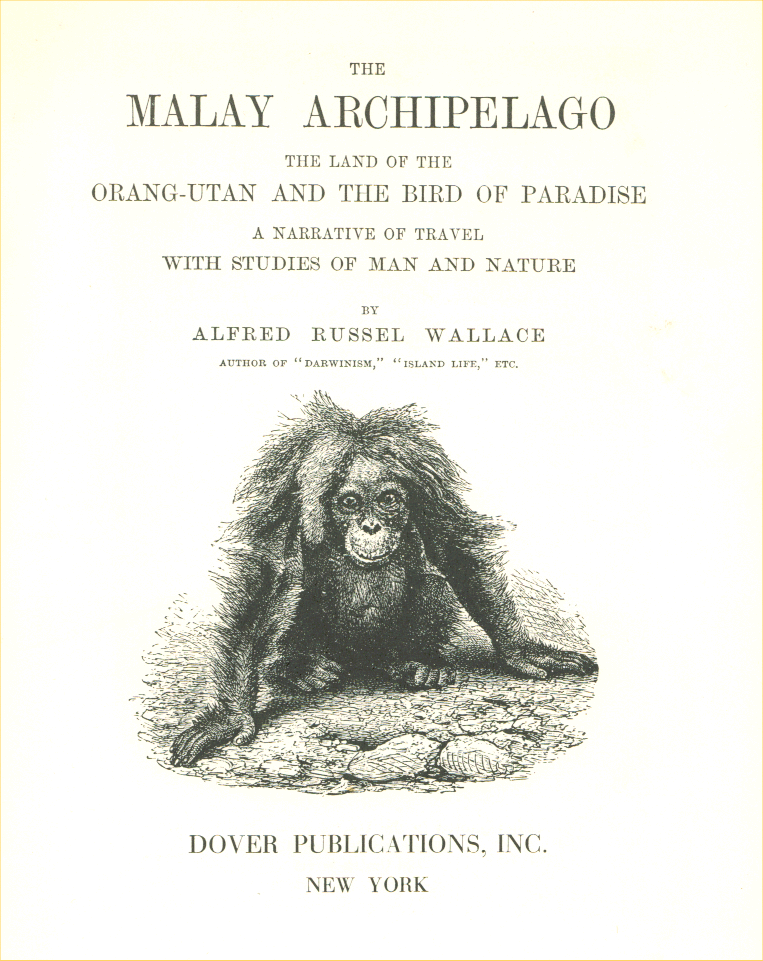 THE
MALAY ARCHIPELAGO
THE LAND OF THE
ORANG-UTAN AND THE BIRD OF PARADISE
A NARRATIVE OF TRAVEL
WITH STUDIES OF MAN AND NATURE
BY
ALFRED RUSSEL WALLACE
AUTHOR OF "DARWINISM," "ISLAND LIFE," ETC.
DOVER PUBLICATIONS, INC.
NEW YORK